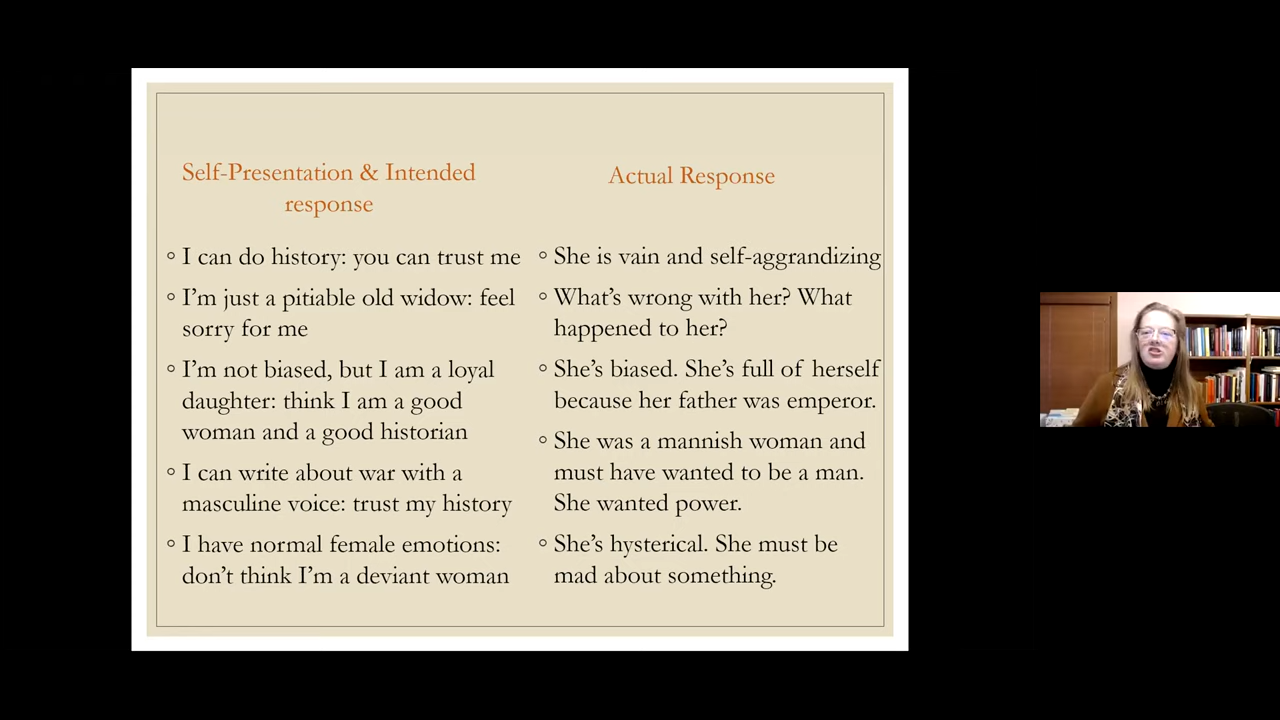 Self-Presentation & Intended
response
◦ I can do history: you can trust me
◦ I'm just a pitiable old widow: feel
sorry for me
◦ I'm not biased, but I am a loyal
daughter: think I am a good
woman and a good historian
◦ I can write about war with a
masculine voice: trust my history
◦ I have normal female emotions:
don't think I'm a deviant woman
Actual Response
◦ She is vain and self-aggrandizing
◦ What's wrong with her? What
happened to her?
◦ She's biased. She's full of herself
because her father was emperor.
◦ She was a mannish woman and
must have wanted to be a man.
She wanted power.
◦ She's hysterical. She must be
mad about something.